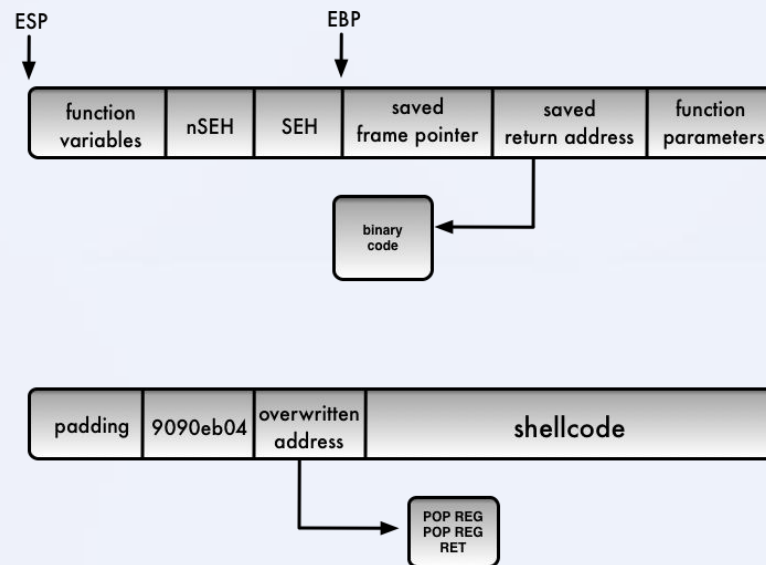 ESP
EBP
function
variables
nSEH
SEH
saved
frame pointer
saved
return address
function
parameters
binary
code
padding
9090eb04
overwritten
address
shellcode
POP REG
POP REG
RET